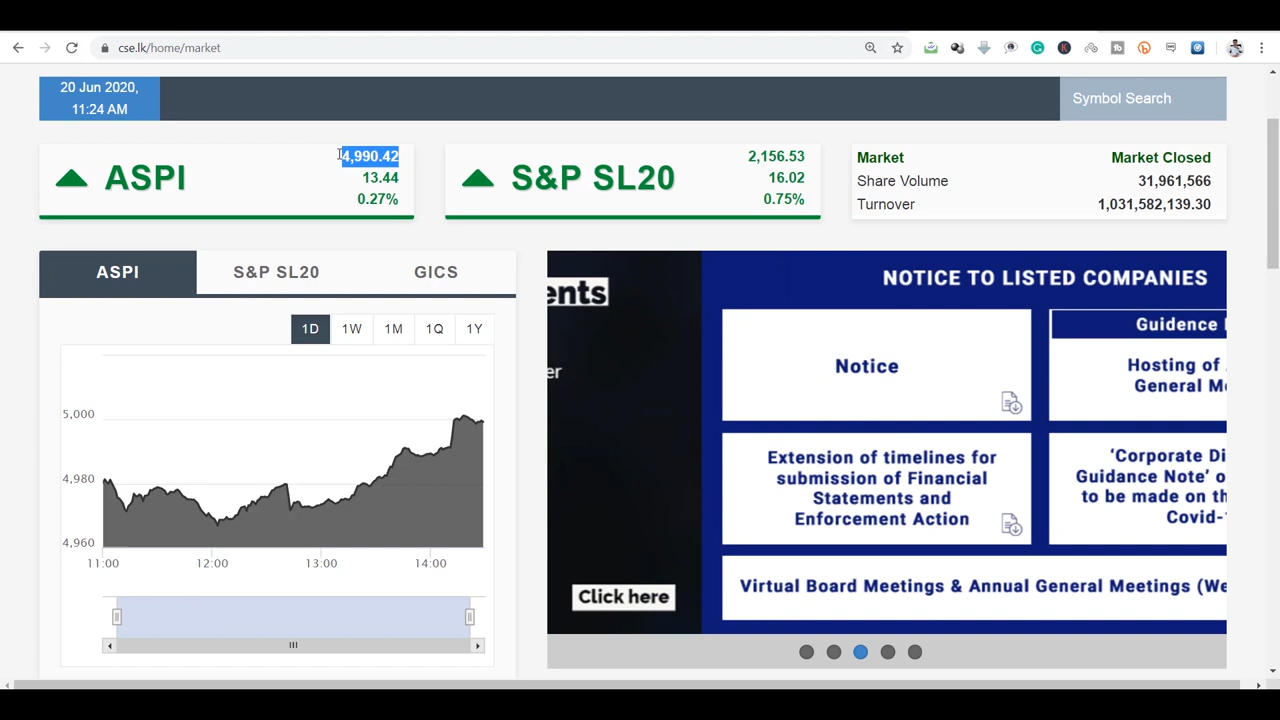 cse.lk/home/market
20 Jun 2020,
11:24 AM
Symbol Search
ASPI
4,990.42
13.44
0.27%
S&P SL20
2,156.53
16.02
0.75%
Market Market Closed
Share Volume 31,961,566
Turnover 1,031,582,139.30
ASPI S&P SL20 GICS
1D 1W 1M 1Q 1Y
5,000
4,980
4,960
11:00 12:00 13:00 14:00
ents
er
Click here
NOTICE TO LISTED COMPANIES
Notice
Guidence
Hosting of
General Me
Extension of timelines for
submission of Financial
Statements and
Enforcement Action
‘Corporate Di
Guidance Note’ o
to be made on th
Covid-
Virtual Board Meetings & Annual General Meetings (We